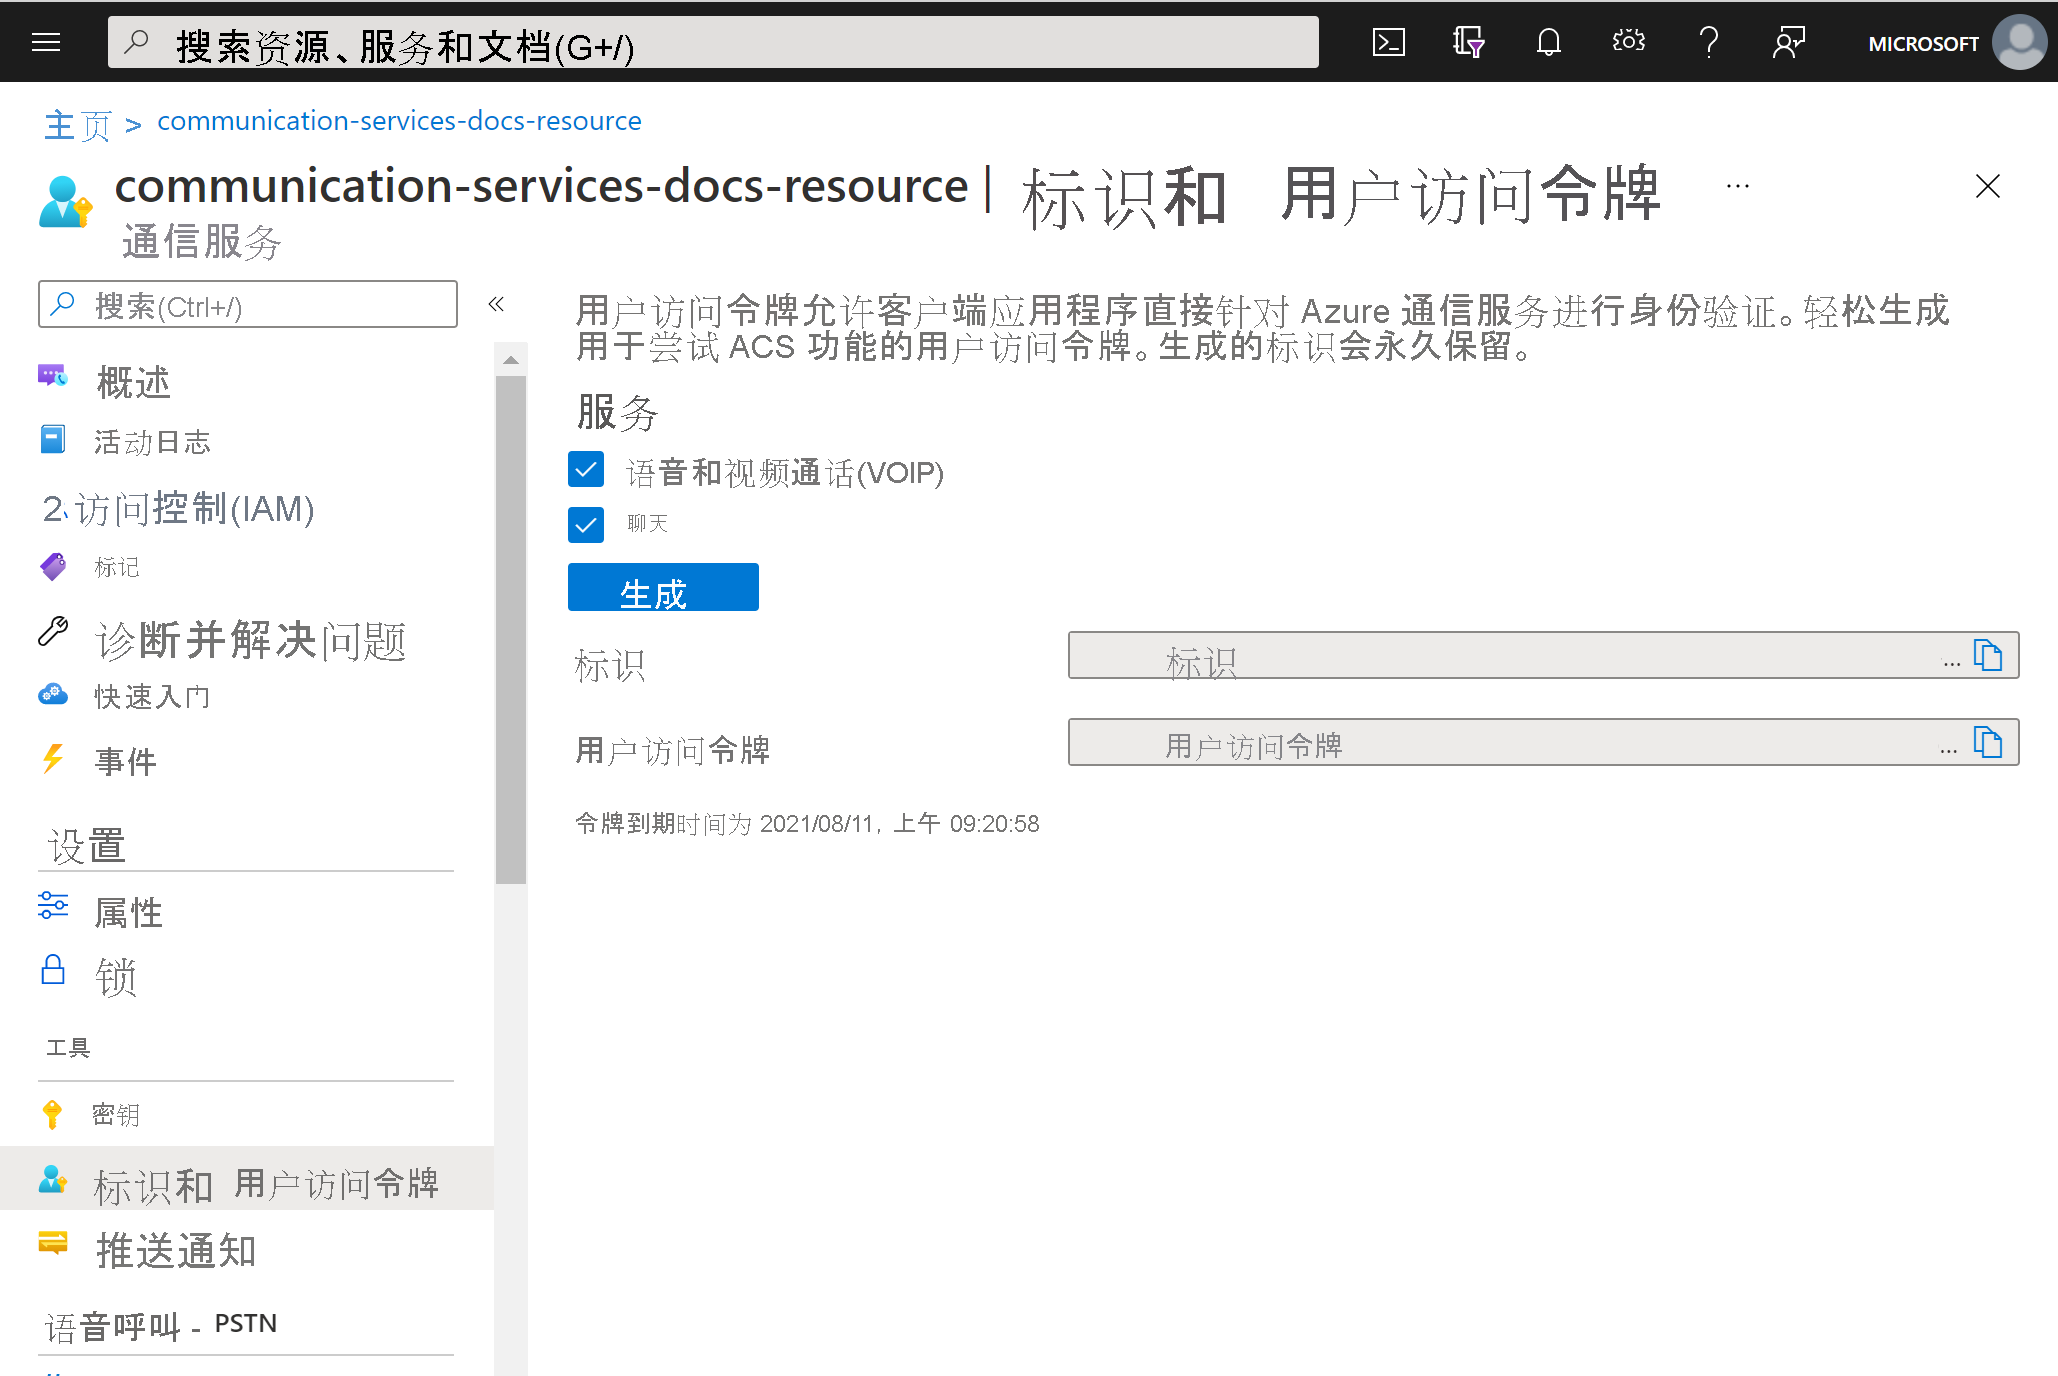 搜索资源、服务和文档(G+/)
MICROSOFT
主页 > communication-services-docs-resource
communication-services-docs-resource | 标识和 用户访问令牌 ...
通信服务
搜索(Ctrl+/)
«
概述
活动日志
访问控制(IAM)
标记
诊断并解决问题
快速入门
事件
设置
属性
锁
工具
密钥
标识和 用户访问令牌
推送通知
语音呼叫 - PSTN
用户访问令牌允许客户端应用程序直接针对 Azure 通信服务进行身份验证。轻松生成
用于尝试 ACS 功能的用户访问令牌。生成的标识会永久保留。
服务
语音和视频通话(VOIP)
聊天
生成
标识
标识 ...
用户访问令牌
用户访问令牌 ...
令牌到期时间为 2021/08/11, 上午 09:20:58